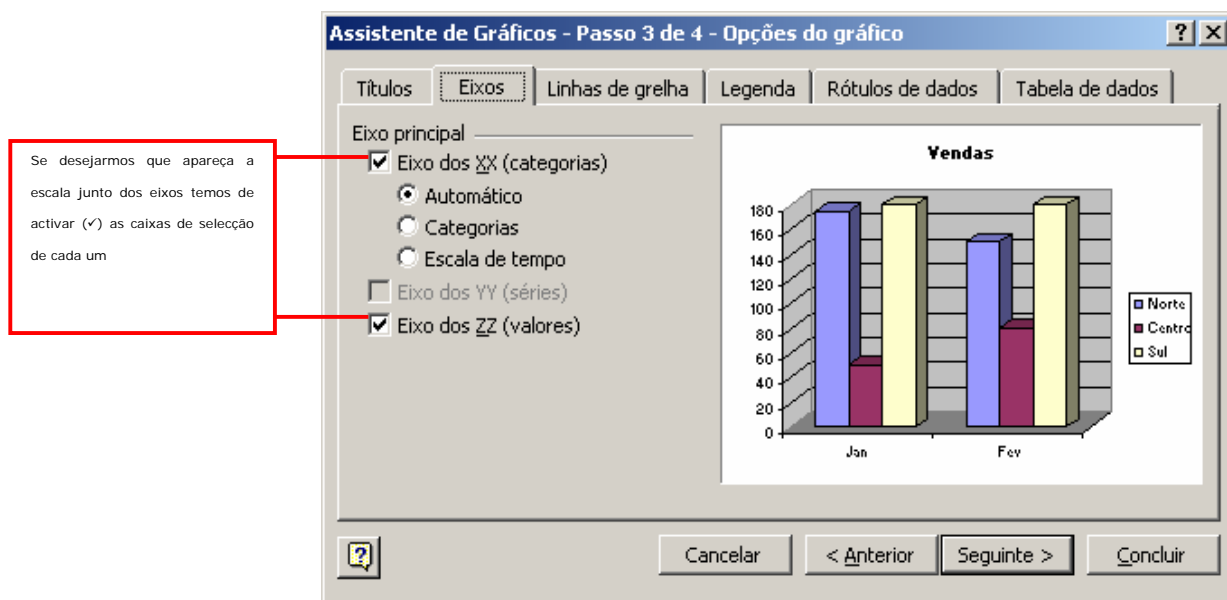 Assistente de Gráficos - Passo 3 de 4 - Opções do gráfico
Títulos
Eixos
Linhas de grelha
Legenda
Rótulos de dados
Tabela de dados
Se desejarmos que apareça a
escala junto dos eixos temos de
activar (✓) as caixas de selecção
de cada um
Eixo principal
Eixo dos XX (categorias)
Automático
Categorias
Escala de tempo
Eixo dos YY (séries)
Eixo dos ZZ (valores)
Vendas
180
160
140
120
100
80
60
40
20
0
Jan
Fev
Norte
Centro
Sul
Cancelar
< Anterior
Seguinte >
Concluir